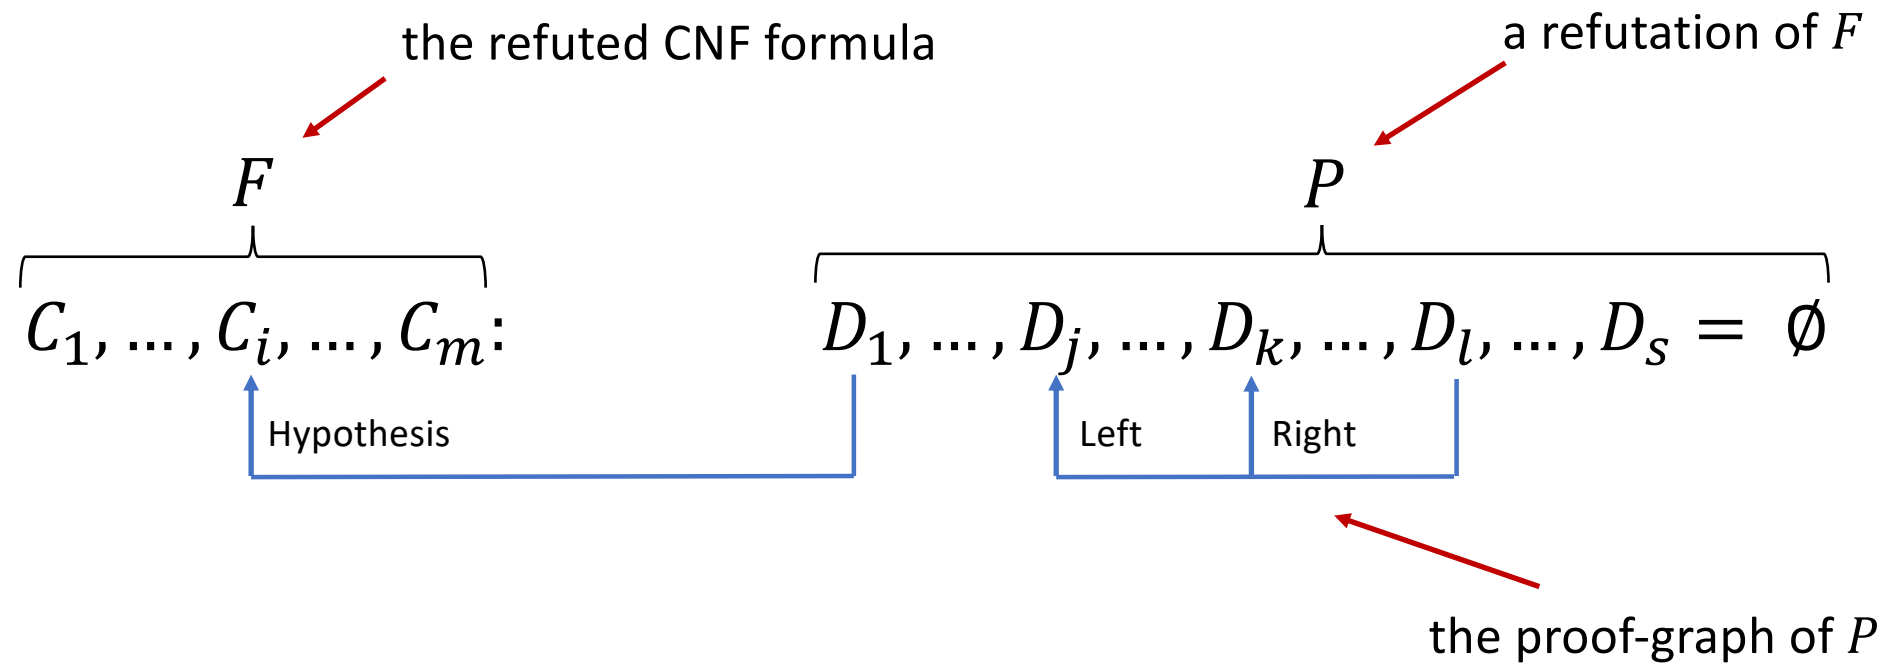 the refuted CNF formula
a refutation of F
F
P
C₁, … , Cᵢ, … , Cₘ:
D₁, … , Dⱼ, … , Dₖ, … , Dₗ, … , Dₛ = ∅
Hypothesis
Left
Right
the proof-graph of P